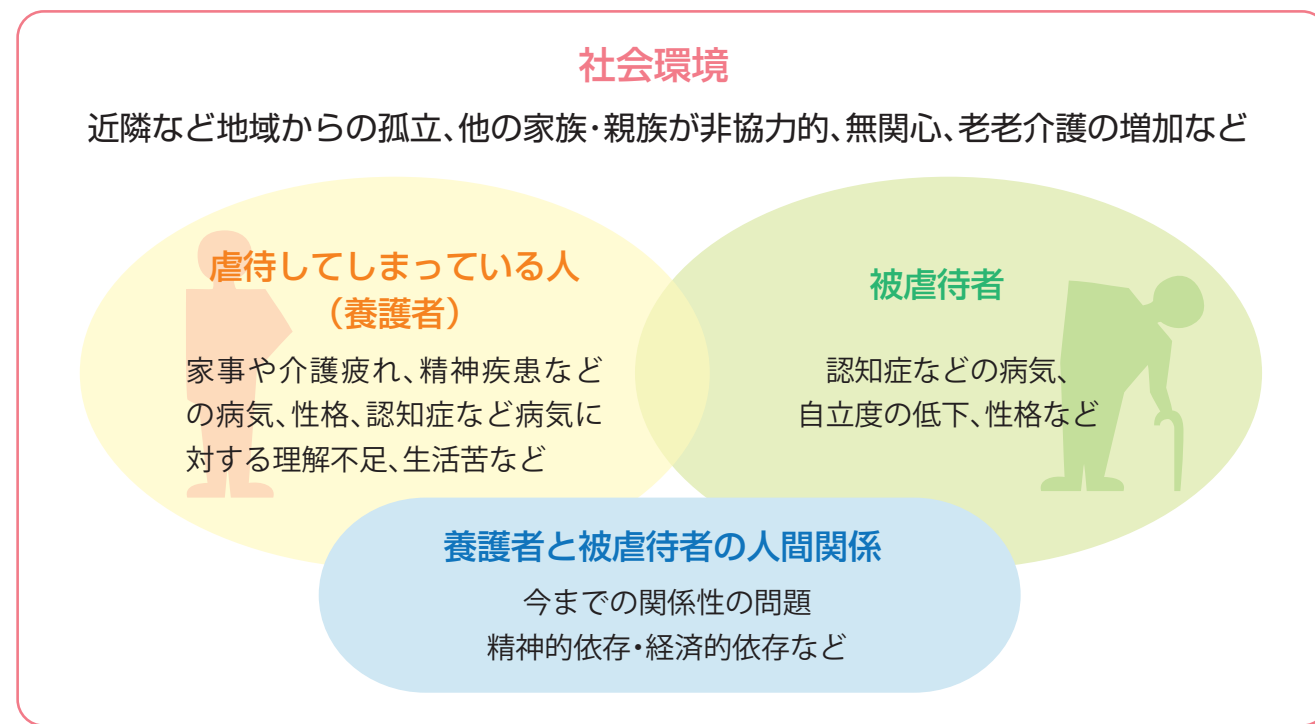 社会環境
近隣など地域からの孤立、他の家族・親族が非協力的、無関心、老老介護の増加など
虐待してしまっている人
（養護者）
家事や介護疲れ、精神疾患など
の病気、性格、認知症など病気に
対する理解不足、生活苦など
被虐待者
認知症などの病気、
自立度の低下、性格など
養護者と被虐待者の人間関係
今までの関係性の問題
精神的依存・経済的依存など